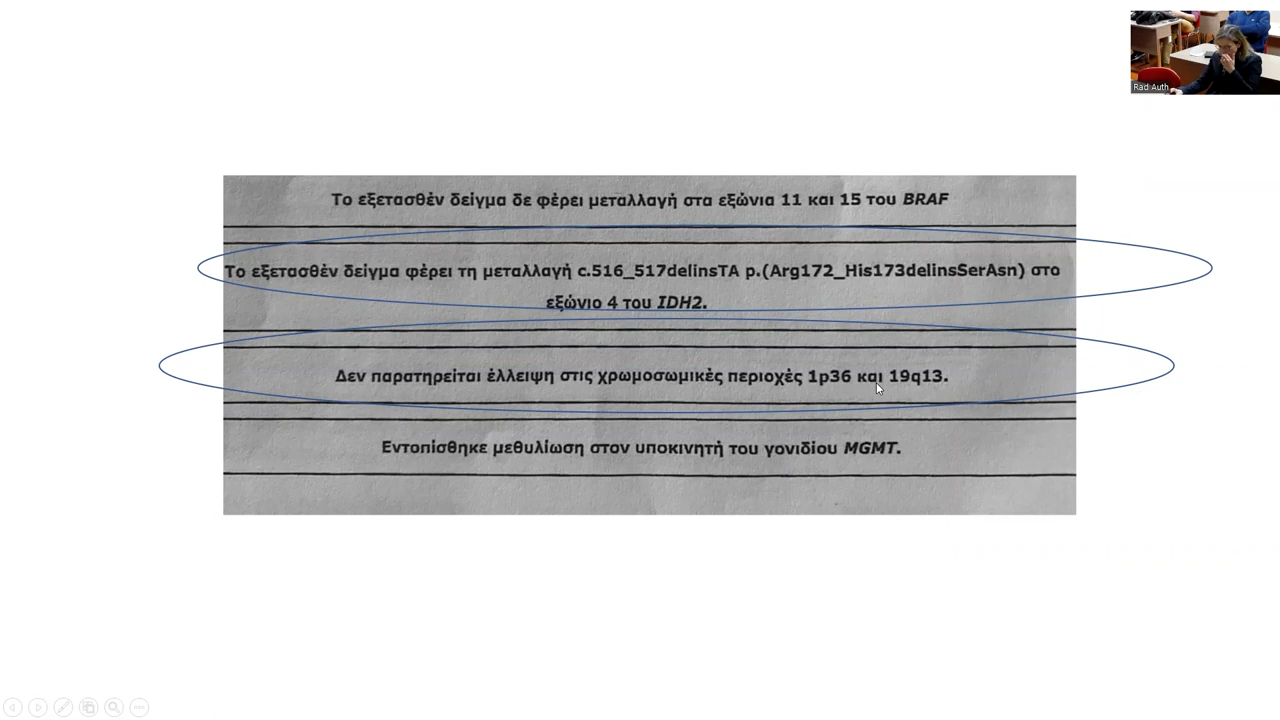 Rad Auth
Το εξετασθέν δείγμα δε φέρει μεταλλαγή στα εξώνια 11 και 15 του BRAF
Το εξετασθέν δείγμα φέρει τη μεταλλαγή c.516_517delinsTA p.(Arg172_His173delinsSerAsn) στο
εξώνιο 4 του IDH2.
Δεν παρατηρείται έλλειψη στις χρωμοσωμικές περιοχές 1p36 και 19q13.
Εντοπίσθηκε μεθυλίωση στον υποκινητή του γονιδίου MGMT.